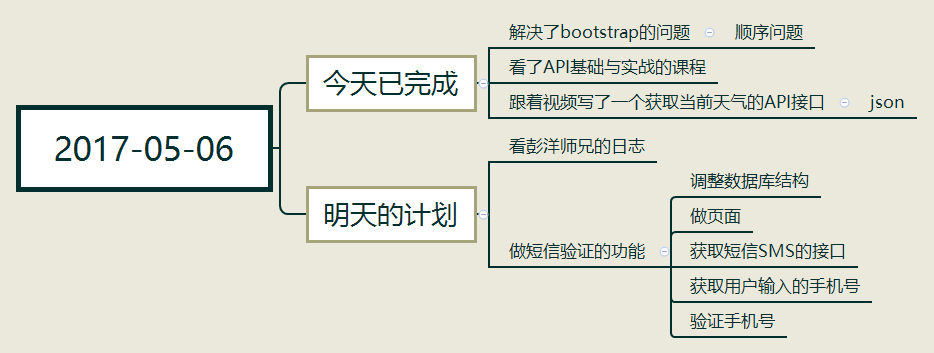 2017-05-06
今天已完成
解决了bootstrap的问题
顺序问题
看了API基础与实战的课程
跟着视频写了一个获取当前天气的API接口
json
明天的计划
看彭洋师兄的日志
做短信验证的功能
调整数据库结构
做页面
获取短信SMS的接口
获取用户输入的手机号
验证手机号